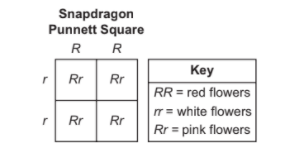 Snapdragon
Punnett Square
R R
r Rr Rr
r Rr Rr
Key
RR = red flowers
rr = white flowers
Rr = pink flowers